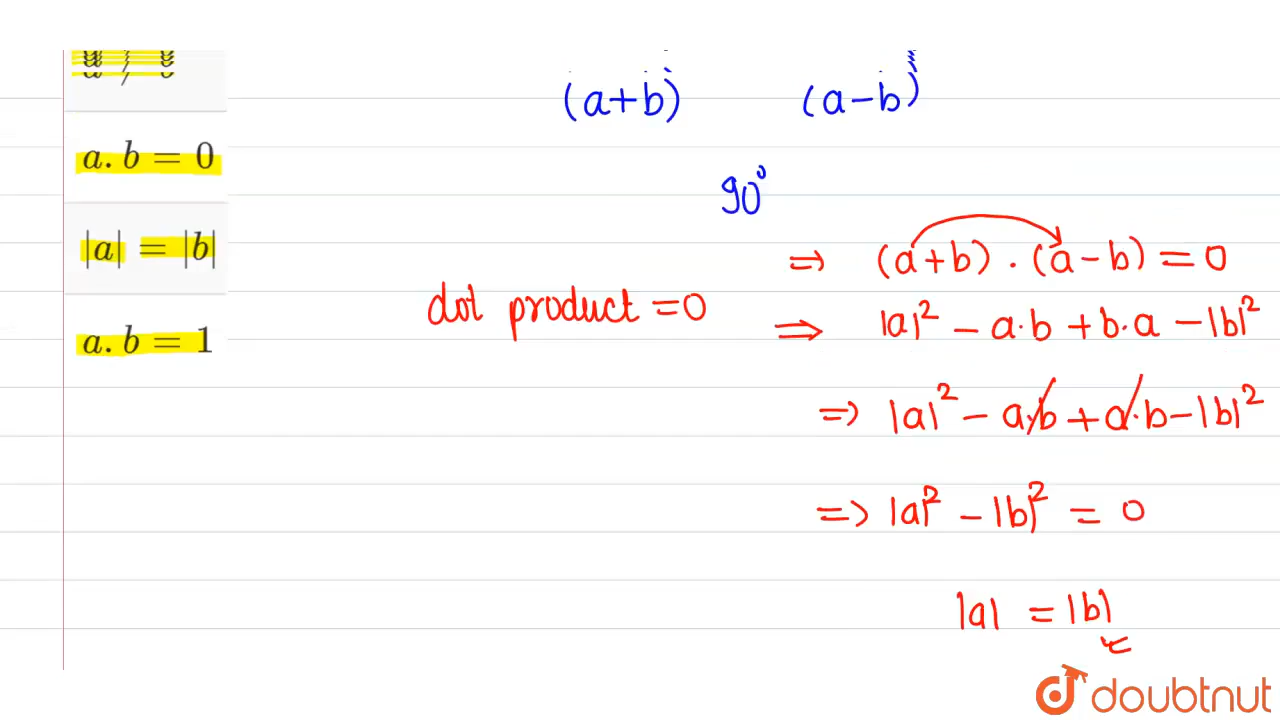 (a+b) (a-b)
a. b = 0
90°
|a| = |b|
⇒ (a+b) . (a-b) = 0
dot product = 0
⇒ |a|² - a·b + b·a - |b|²
a. b = 1
⇒ |a|² - a·b + a·b - |b|²
⇒ |a|² - |b|² = 0
|a| = |b|
doubtnut